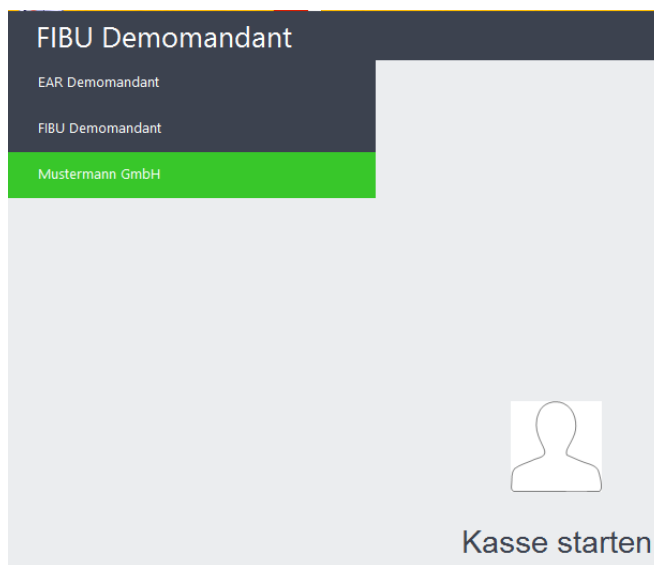 FIBU Demomandant
EAR Demomandant
FIBU Demomandant
Mustermann GmbH
Kasse starten